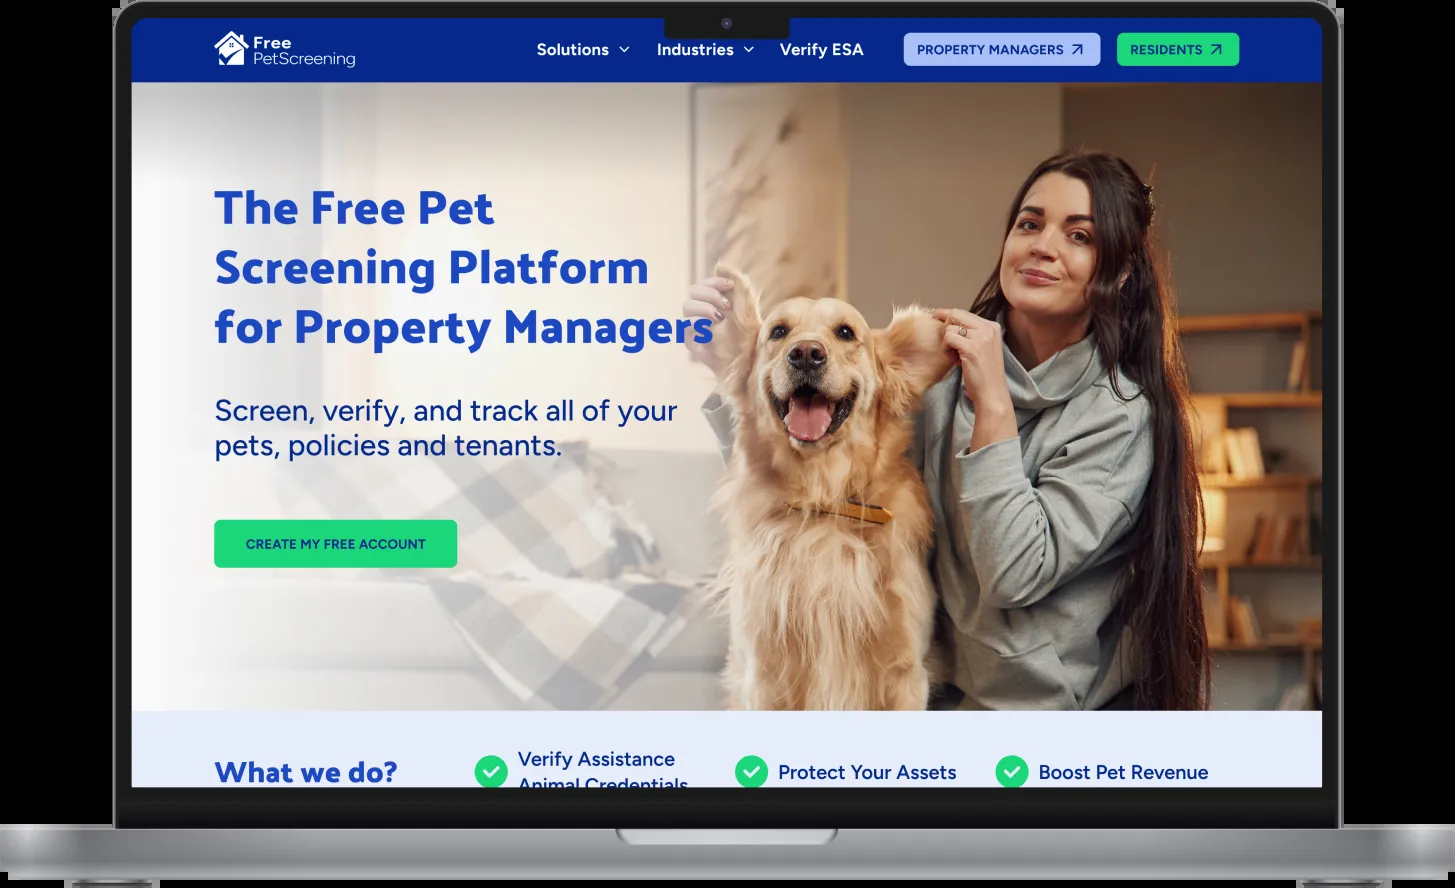 Free
PetScreening
Solutions
Industries
Verify ESA
PROPERTY MANAGERS
RESIDENTS
The Free Pet
Screening Platform
for Property Managers
Screen, verify, and track all of your
pets, policies and tenants.
CREATE MY FREE ACCOUNT
What we do?
Verify Assistance
Animal Credentials
Protect Your Assets
Boost Pet Revenue